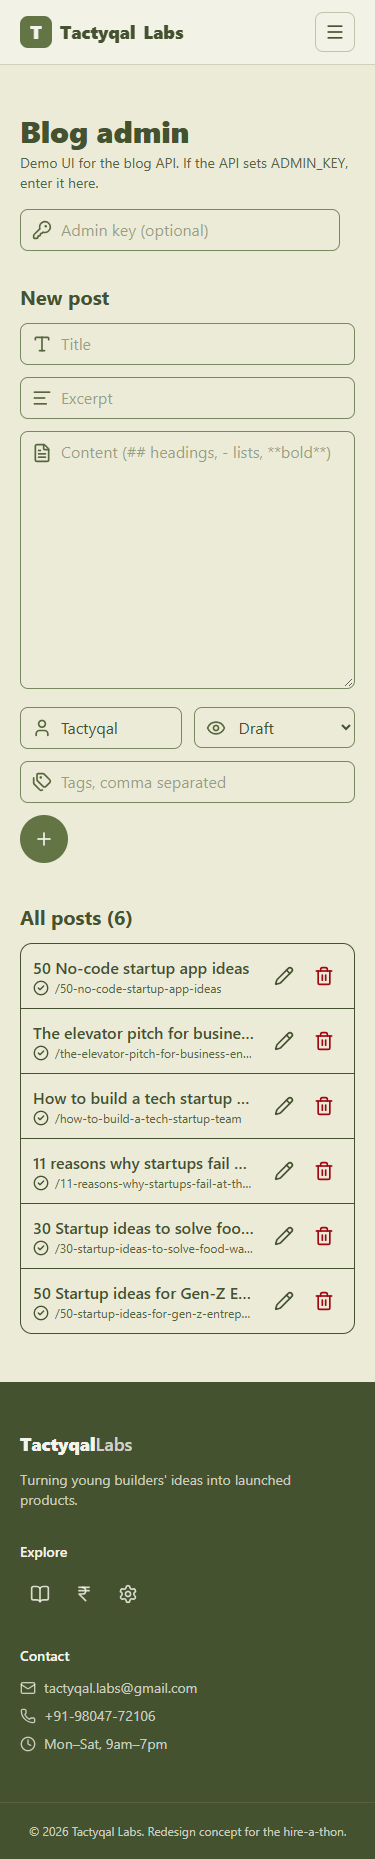 T Tactyqal Labs
Blog admin
Demo UI for the blog API. If the API sets ADMIN_KEY,
enter it here.
Admin key (optional)
New post
Title
Excerpt
Content (## headings, - lists, **bold**)
Tactyqal
Draft
Tags, comma separated
All posts (6)
50 No-code startup app ideas
/50-no-code-startup-app-ideas
The elevator pitch for busine...
/the-elevator-pitch-for-business-en...
How to build a tech startup ...
/how-to-build-a-tech-startup-team
11 reasons why startups fail ...
/11-reasons-why-startups-fail-at-th...
30 Startup ideas to solve foo...
/30-startup-ideas-to-solve-food-wa...
50 Startup ideas for Gen-Z E...
/50-startup-ideas-for-gen-z-entrep...
TactyqalLabs
Turning young builders' ideas into launched
products.
Explore
₹
Contact
tactyqal.labs@gmail.com
+91-98047-72106
Mon–Sat, 9am–7pm
© 2026 Tactyqal Labs. Redesign concept for the hire-a-thon.